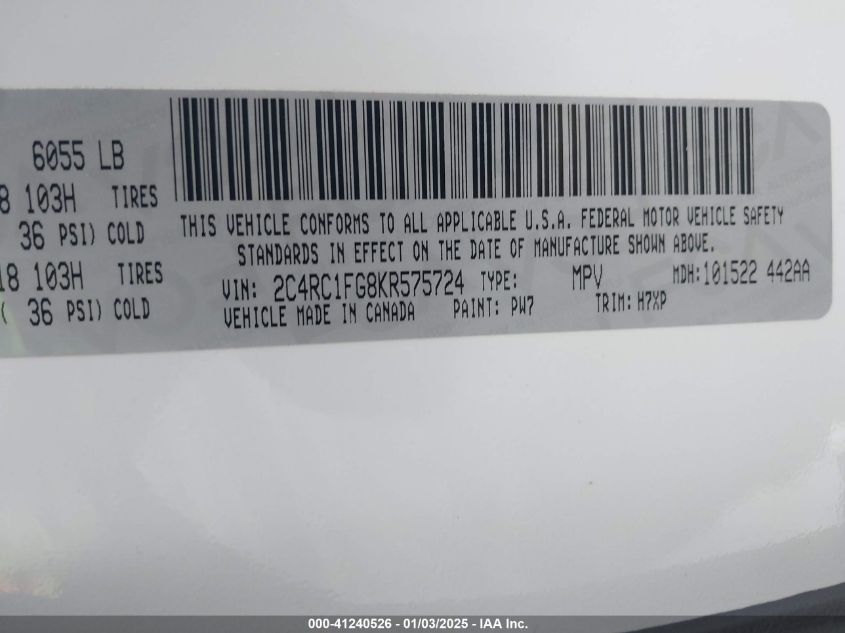 6055 LB
8 103H TIRES
36 PSI) COLD
18 103H TIRES
( 36 PSI) COLD
THIS VEHICLE CONFORMS TO ALL APPLICABLE U.S.A. FEDERAL MOTOR VEHICLE SAFETY
STANDARDS IN EFFECT ON THE DATE OF MANUFACTURE SHOWN ABOVE.
VIN: 2C4RC1FG8KR575724 TYPE: MPV MDH:101522 442AA
VEHICLE MADE IN CANADA PAINT: PW7 TRIM: H7XP
000-41240526 - 01/03/2025 - IAA Inc.